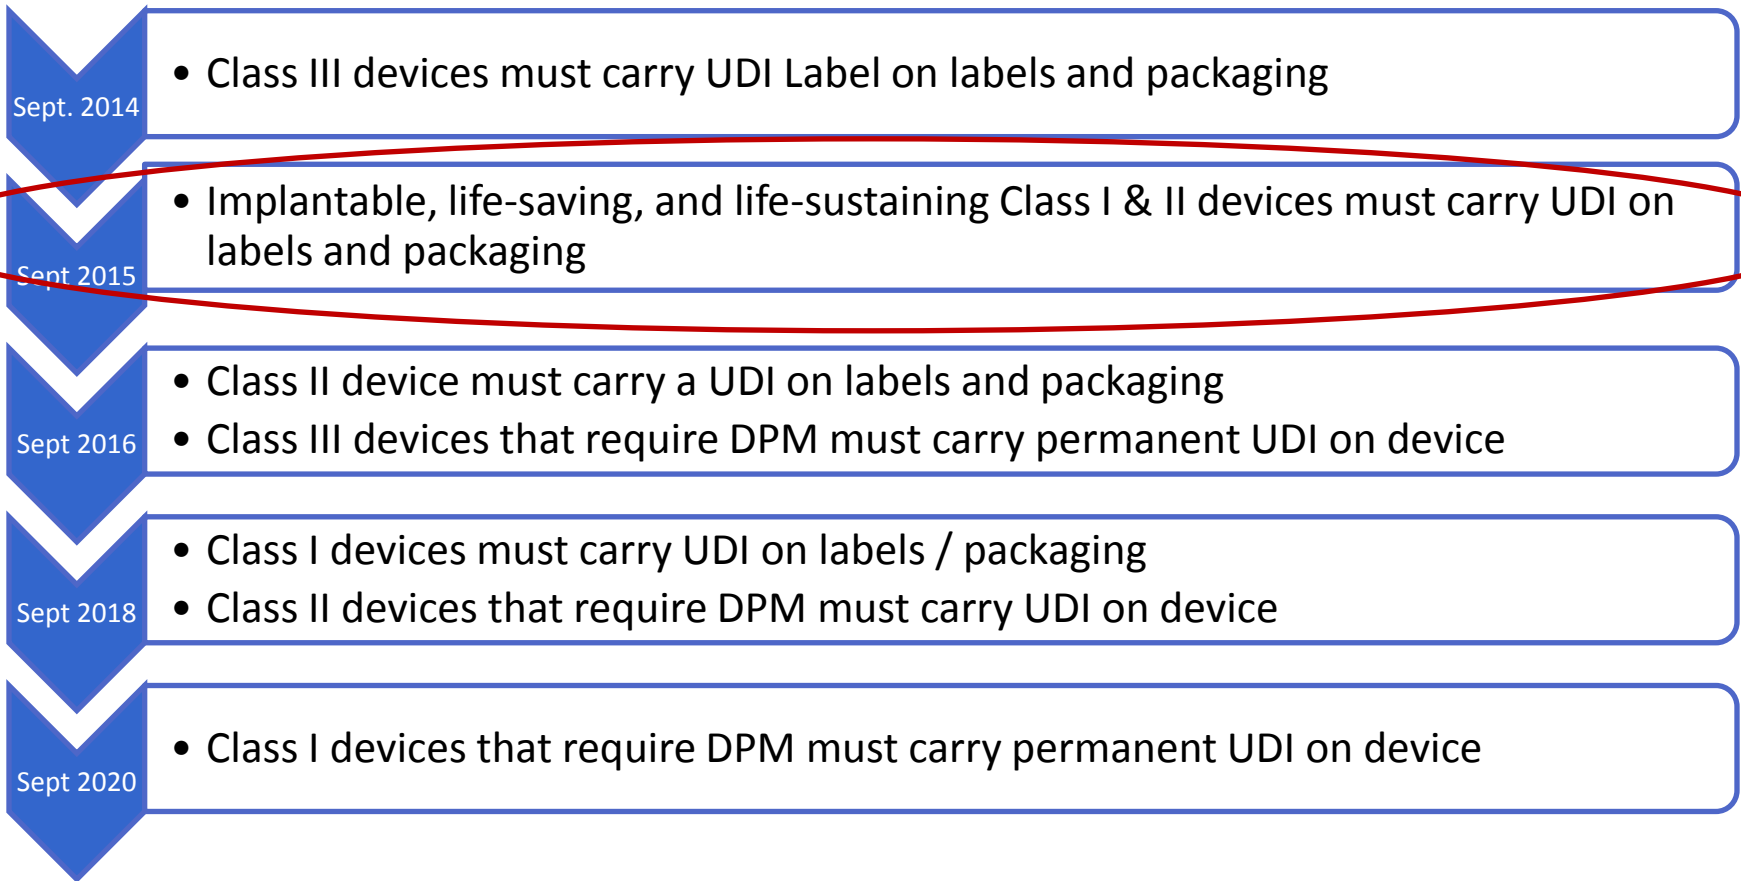 Sept. 2014
• Class III devices must carry UDI Label on labels and packaging
Sept 2015
• Implantable, life-saving, and life-sustaining Class I & II devices must carry UDI on
labels and packaging
Sept 2016
• Class II device must carry a UDI on labels and packaging
• Class III devices that require DPM must carry permanent UDI on device
Sept 2018
• Class I devices must carry UDI on labels / packaging
• Class II devices that require DPM must carry UDI on device
Sept 2020
• Class I devices that require DPM must carry permanent UDI on device